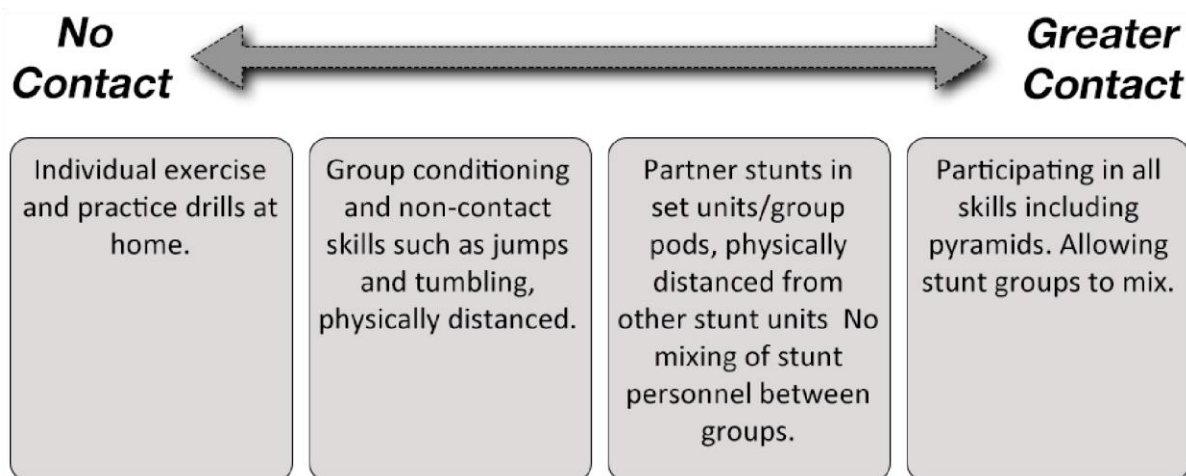 No
Contact
Greater
Contact
Individual exercise
and practice drills at
home.
Group conditioning
and non-contact
skills such as jumps
and tumbling,
physically distanced.
Partner stunts in
set units/group
pods, physically
distanced from
other stunt units  No
mixing of stunt
personnel between
groups.
Participating in all
skills including
pyramids. Allowing
stunt groups to mix.